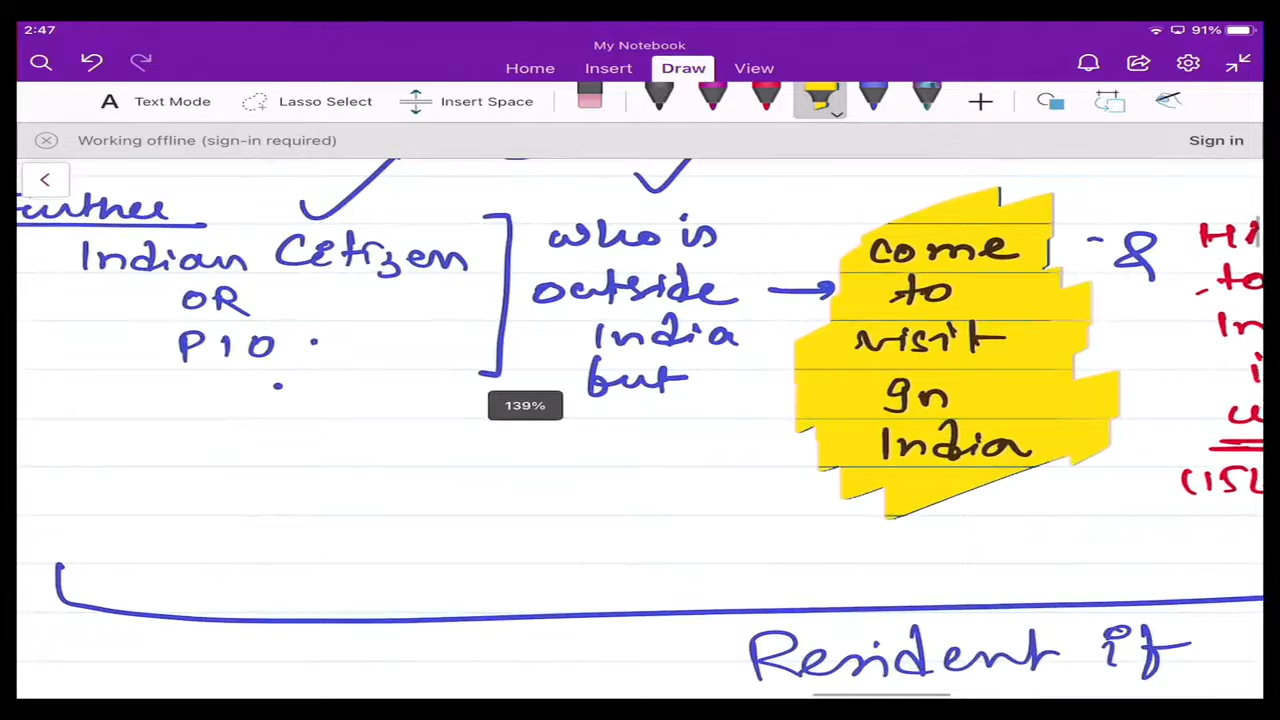 2:47
91%
My Notebook
Home Insert Draw View
A Text Mode Lasso Select Insert Space
Working offline (sign-in required)
Sign in
Further
Indian Citizen
OR
PIO
who is
outside
India
but
come
to
visit
In
India
&
to
Resident if
139%